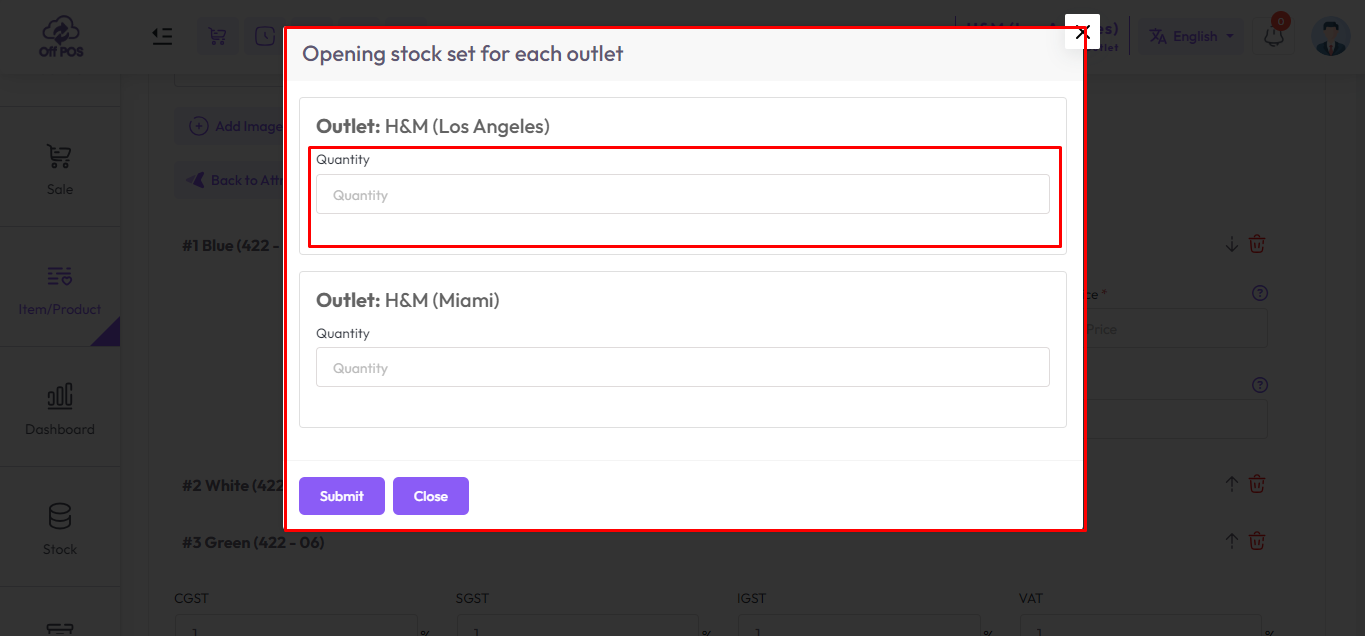 Off POS
English
0
Opening stock set for each outlet
Outlet: H&M (Los Angeles)
Quantity
Quantity
Outlet: H&M (Miami)
Quantity
Quantity
Submit
Close
Add Image
Back to
Sale
Item/Product
Dashboard
Stock
#1 Blue (422 -
*
Price
#2 White (422
#3 Green (422 - 06)
CGST
SGST
IGST
VAT